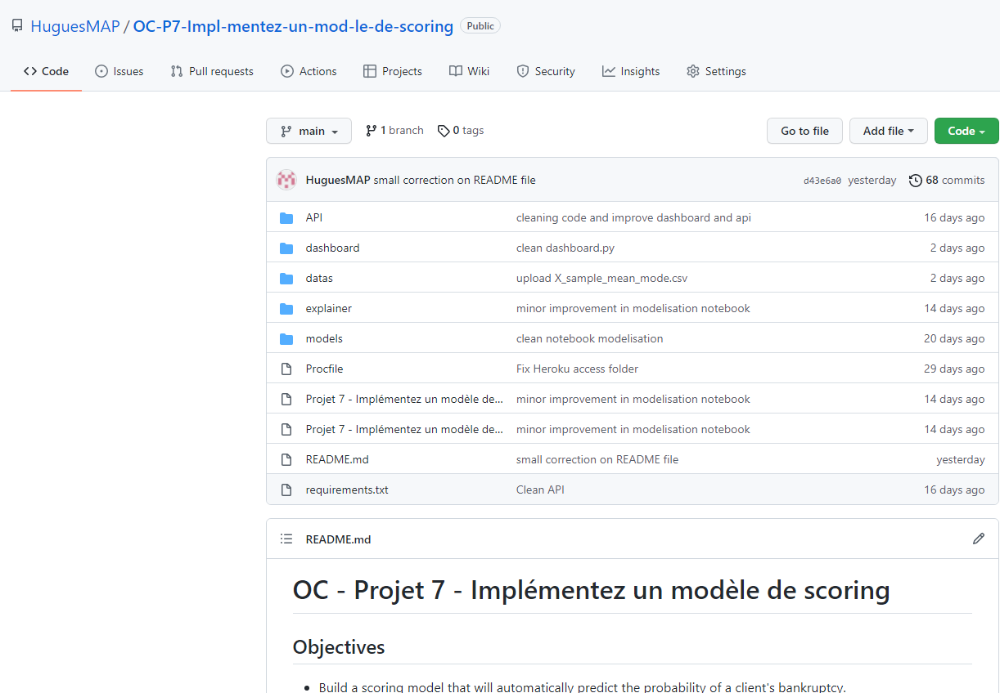 HuguesMAP / OC-P7-Impl-mentez-un-mod-le-de-scoring Public
Code Issues Pull requests Actions Projects Wiki Security Insights Settings
main 1 branch 0 tags Go to file Add file Code
HuguesMAP small correction on README file d43e6a0 yesterday 68 commits
API cleaning code and improve dashboard and api 16 days ago
dashboard clean dashboard.py 2 days ago
datas upload X_sample_mean_mode.csv 2 days ago
explainer minor improvement in modelisation notebook 14 days ago
models clean notebook modelisation 20 days ago
Procfile Fix Heroku access folder 29 days ago
Projet 7 - Implémentez un modèle de... minor improvement in modelisation notebook 14 days ago
Projet 7 - Implémentez un modèle de... minor improvement in modelisation notebook 14 days ago
README.md small correction on README file yesterday
requirements.txt Clean API 16 days ago
README.md
OC - Projet 7 - Implémentez un modèle de scoring
Objectives
• Build a scoring model that will automatically predict the probability of a client's bankruptcy.